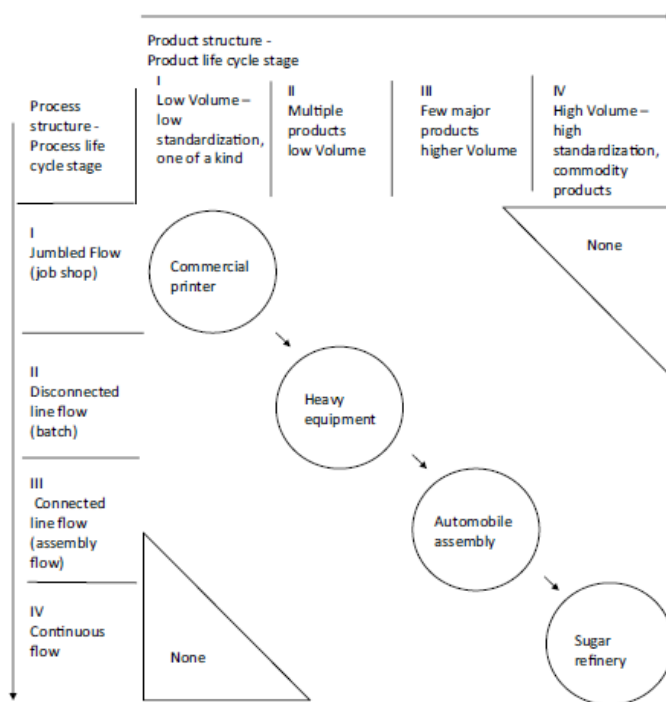 Product structure -
Product life cycle stage
I
Low Volume –
low
standardization,
one of a kind
II
Multiple
products
low Volume
III
Few major
products
higher Volume
IV
High Volume –
high
standardization,
commodity
products
Process
structure -
Process life
cycle stage
I
Jumbled Flow
(job shop)
Commercial
printer
None
II
Disconnected
line flow
(batch)
Heavy
equipment
III
Connected
line flow
(assembly
flow)
Automobile
assembly
IV
Continuous
flow
None
Sugar
refinery